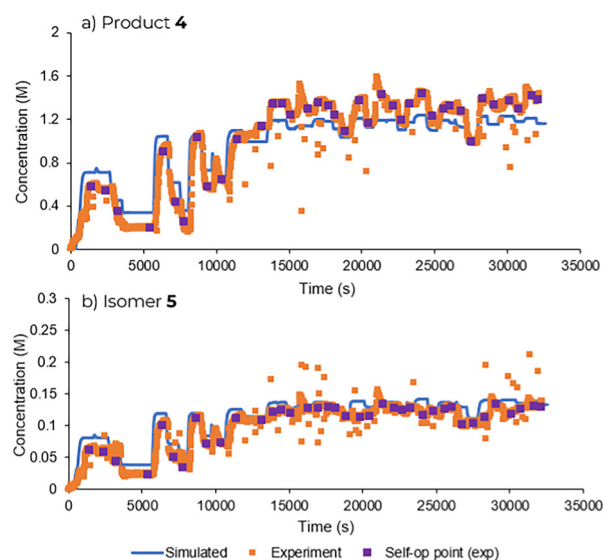 a) Product 4
Concentration (M)
1.6
1.2
0.8
0.4
0
0 5000 10000 15000 20000 25000 30000 35000
Time (s)
b) Isomer 5
Concentration (M)
0.3
0.25
0.2
0.15
0.1
0.05
0
0 5000 10000 15000 20000 25000 30000 35000
Time (s)
Simulated Experiment Self-op point (exp)